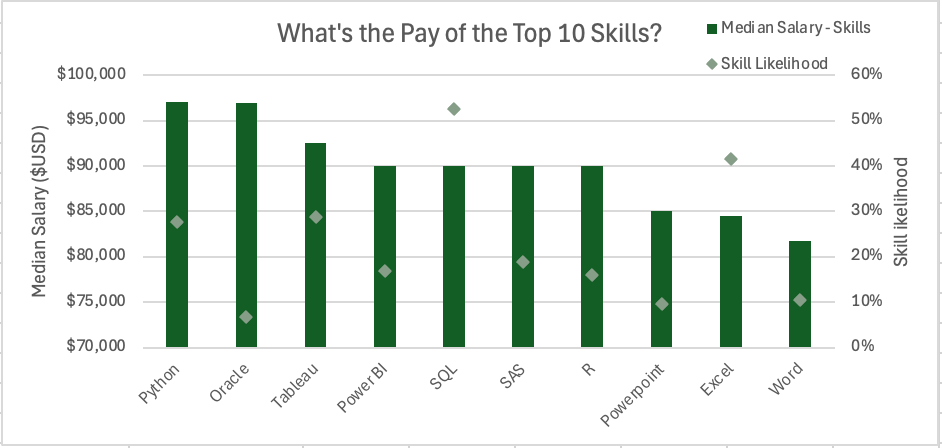 What's the Pay of the Top 10 Skills?
Median Salary - Skills
Skill Likelihood
$100,000
$95,000
$90,000
$85,000
$80,000
$75,000
$70,000
Median Salary ($USD)
60%
50%
40%
30%
20%
10%
0%
Skill ikelihood
Python
Oracle
Tableau
Power BI
SQL
SAS
R
Powerpoint
Excel
Word